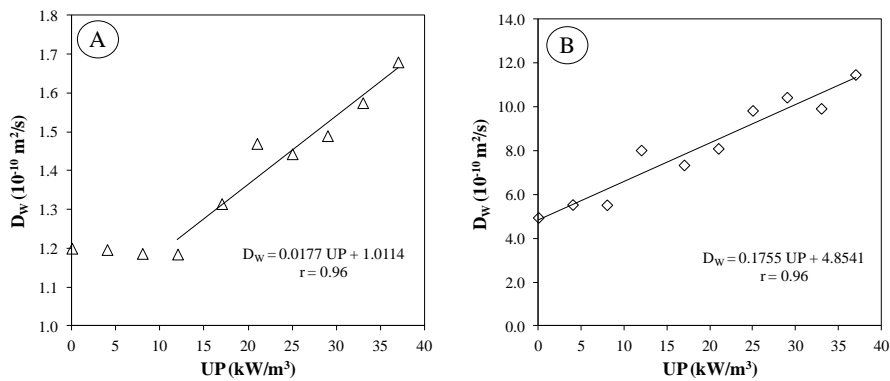 A
D_W (10^-10 m²/s)
1.8
1.7
1.6
1.5
1.4
1.3
1.2
1.1
1.0
D_W = 0.0177 UP + 1.0114
r = 0.96
0 5 10 15 20 25 30 35 40
UP (kW/m³)
B
D_W (10^-10 m²/s)
14.0
12.0
10.0
8.0
6.0
4.0
2.0
0.0
D_W = 0.1755 UP + 4.8541
r = 0.96
0 5 10 15 20 25 30 35 40
UP (kW/m³)